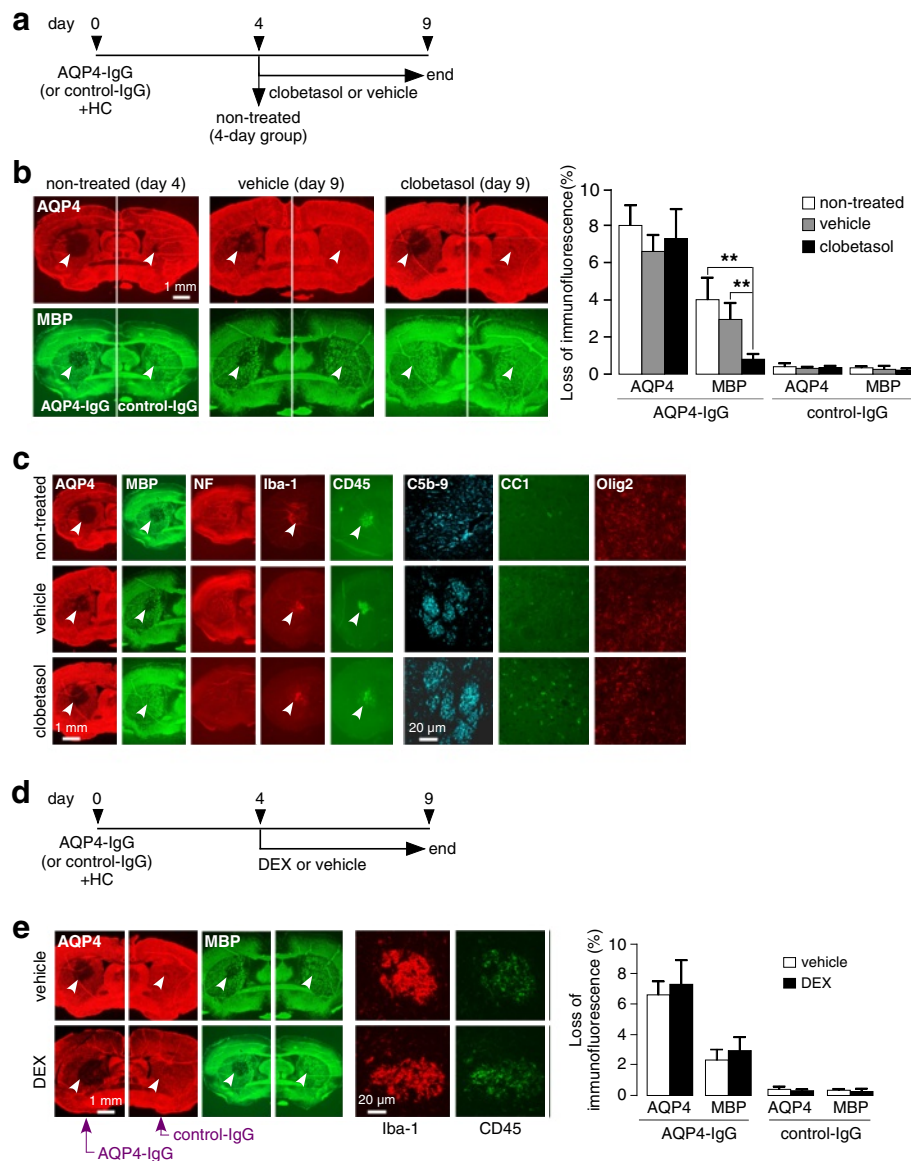 a
day 0 4 9
AQP4-IgG
(or control-IgG)
+HC
end
clobetasol or vehicle
non-treated
(4-day group)
b
non-treated (day 4) vehicle (day 9) clobetasol (day 9)
AQP4
1 mm
MBP
AQP4-IgG control-IgG
Loss of immunofluorescence(%)
10
8
6
4
2
0
non-treated
vehicle
clobetasol
**
**
AQP4 MBP AQP4 MBP
AQP4-IgG control-IgG
c
AQP4 MBP NF Iba-1 CD45 C5b-9 CC1 Olig2
non-treated
vehicle
clobetasol
1 mm
20 µm
d
day 0 4 9
AQP4-IgG
(or control-IgG)
+HC
end
DEX or vehicle
e
AQP4 MBP
vehicle
DEX
1 mm
20 µm
Iba-1 CD45
control-IgG
AQP4-IgG
Loss of
immunofluorescence (%)
10
8
6
4
2
0
vehicle
DEX
AQP4 MBP AQP4 MBP
AQP4-IgG control-IgG